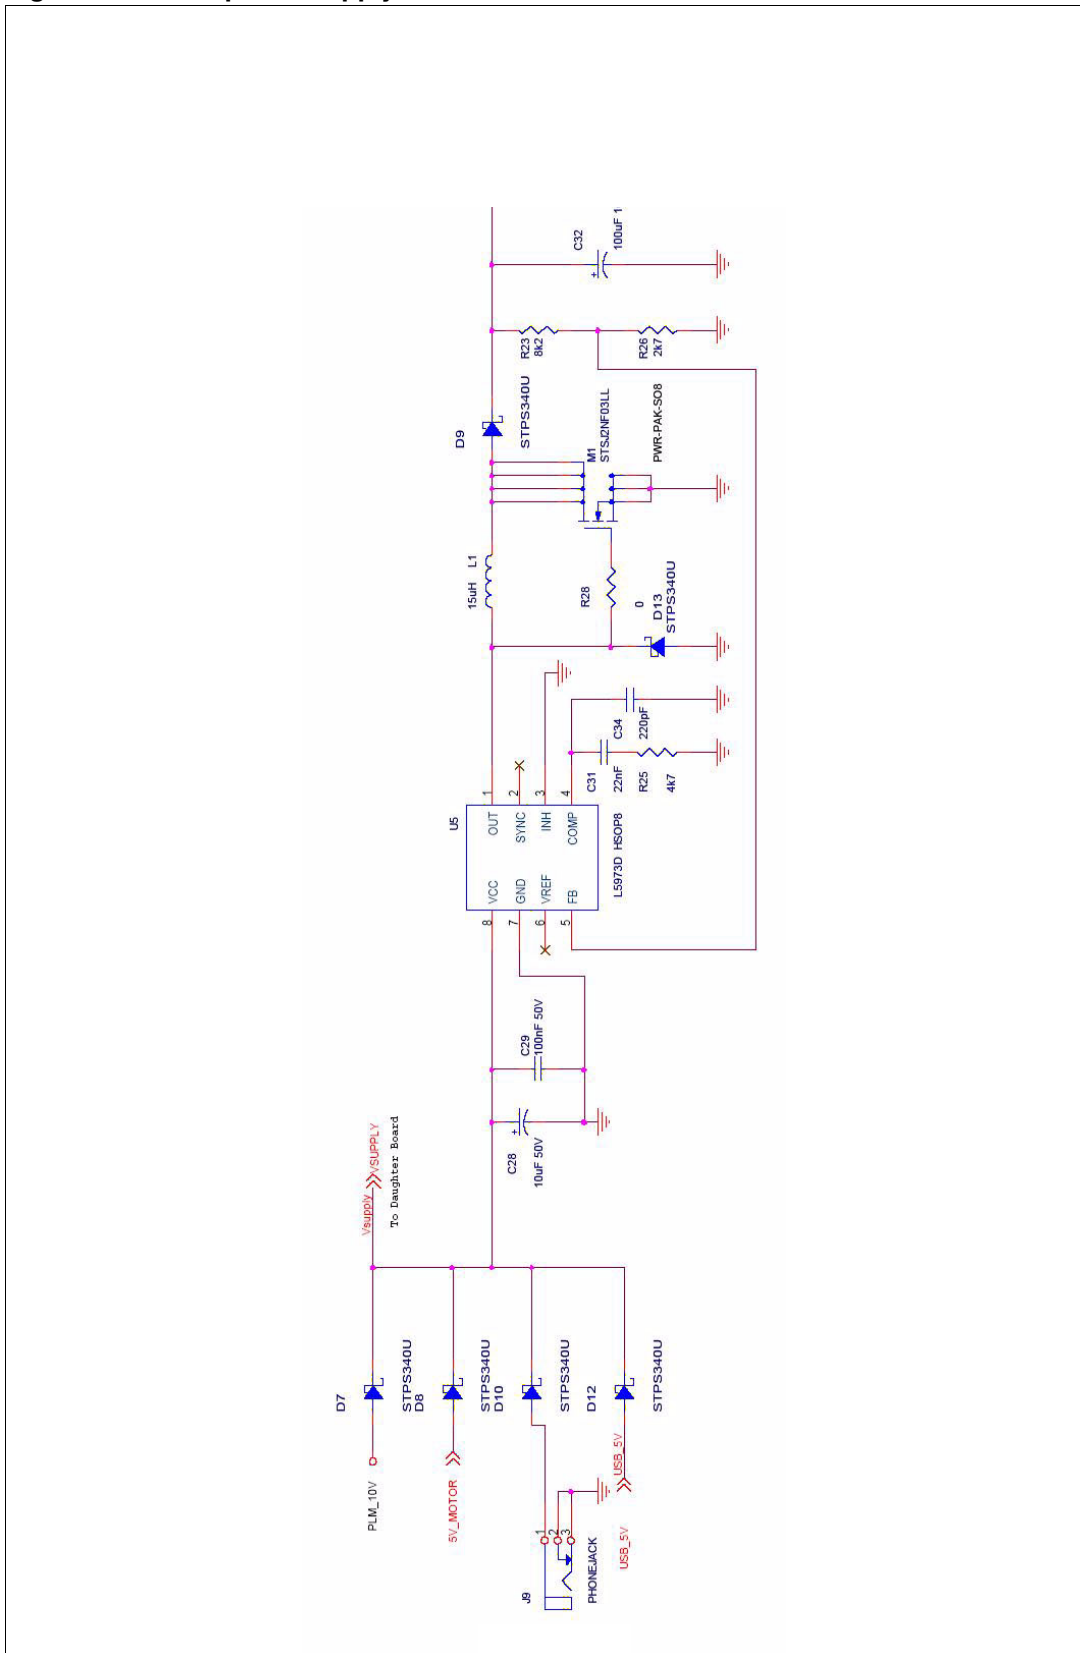 C32
100uF 1
R23
8k2
R26
2k7
D9
STPS340U
M1
STSJ2NF03LL
PWR-PAK-SO8
15uH L1
R28
0
D13
STPS340U
C34
220pF
C31
22nF
R25
4k7
1
2
3
4
U5
OUT
SYNC
INH
COMP
L5973D HSOP8
VCC
GND
VREF
FB
8
7
6
5
C29
100nF 50V
C28
10uF 50V
Vsupply
VSUPPLY
To Daughter Board
D7
STPS340U
D8
STPS340U
D10
STPS340U
D12
STPS340U
PLM_10V
5V_MOTOR
USB_5V
USB_5V
1
2
3
J9
PHONEJACK